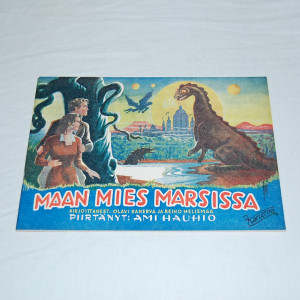 MAAN MIES MARSISSA
KIRJOITTANEET: OLAVI KANERVA JA REINO HELISMAA
PIIRTÄNYT: AMI HAUHIO